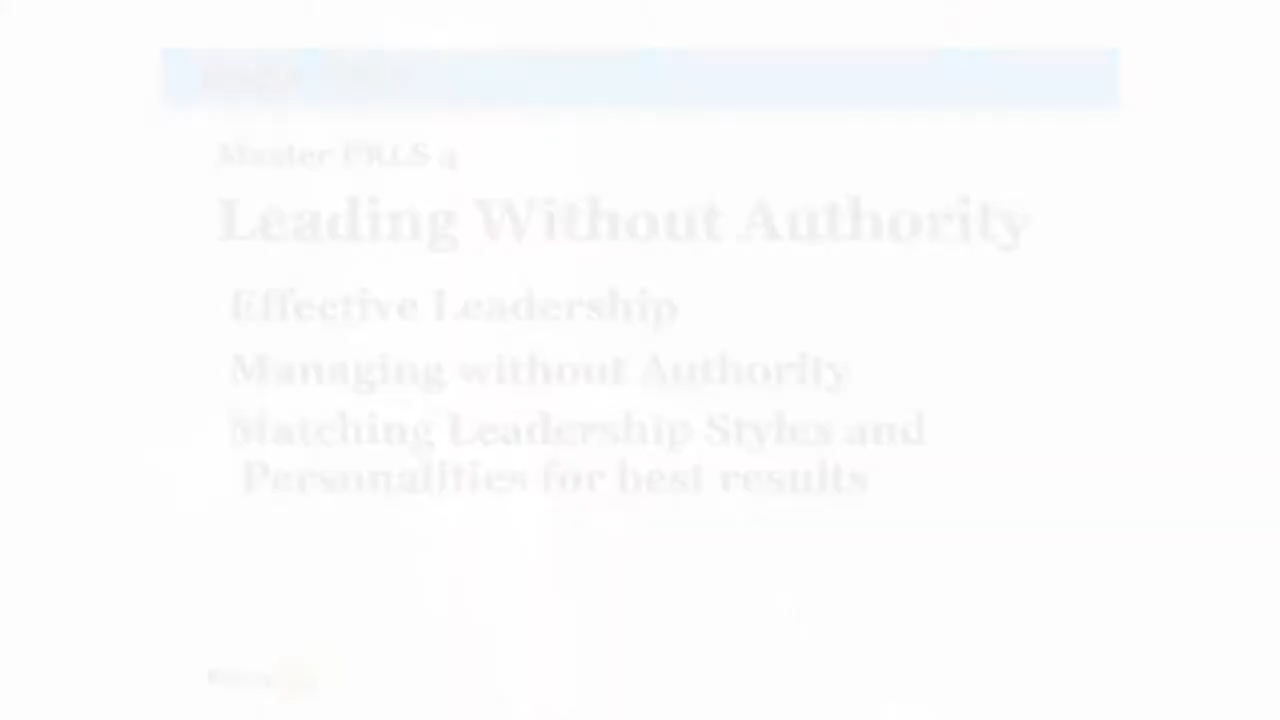 Master PRLS 4
Leading Without Authority
Effective Leadership
Managing without Authority
Matching Leadership Styles and
Personalities for best results